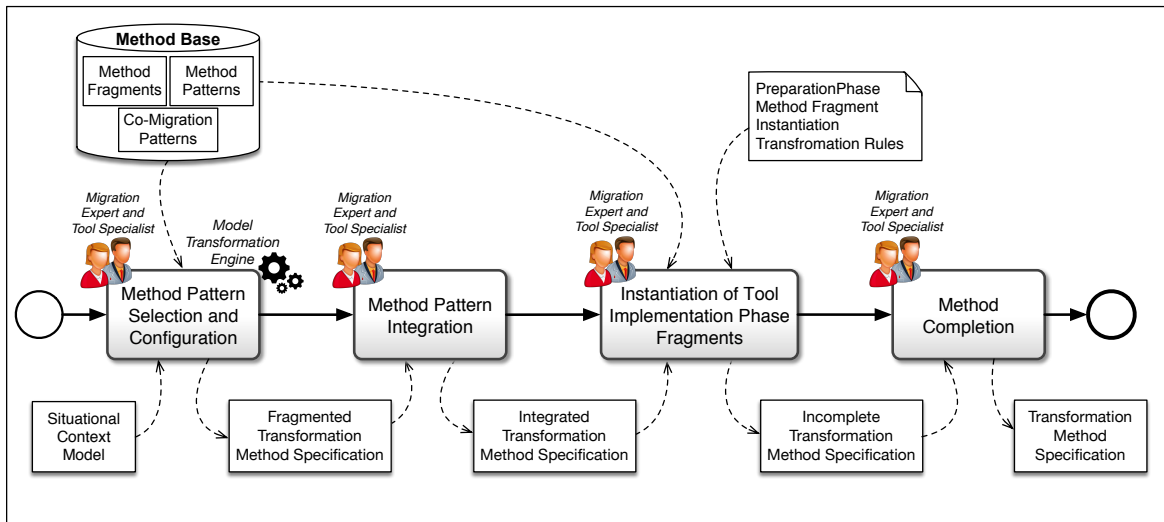 Method Base
Method
Fragments
Method
Patterns
Co-Migration
Patterns
PreparationPhase
Method Fragment
Instantiation
Transfromation Rules
Migration
Expert and
Tool Specialist
Model
Transformation
Engine
Migration
Expert and
Tool Specialist
Migration
Expert and
Tool Specialist
Migration
Expert and
Tool Specialist
Method Pattern
Selection and
Configuration
Method Pattern
Integration
Instantiation of Tool
Implementation Phase
Fragments
Method
Completion
Situational
Context
Model
Fragmented
Transformation
Method Specification
Integrated
Transformation
Method Specification
Incomplete
Transformation
Method Specification
Transformation
Method
Specification